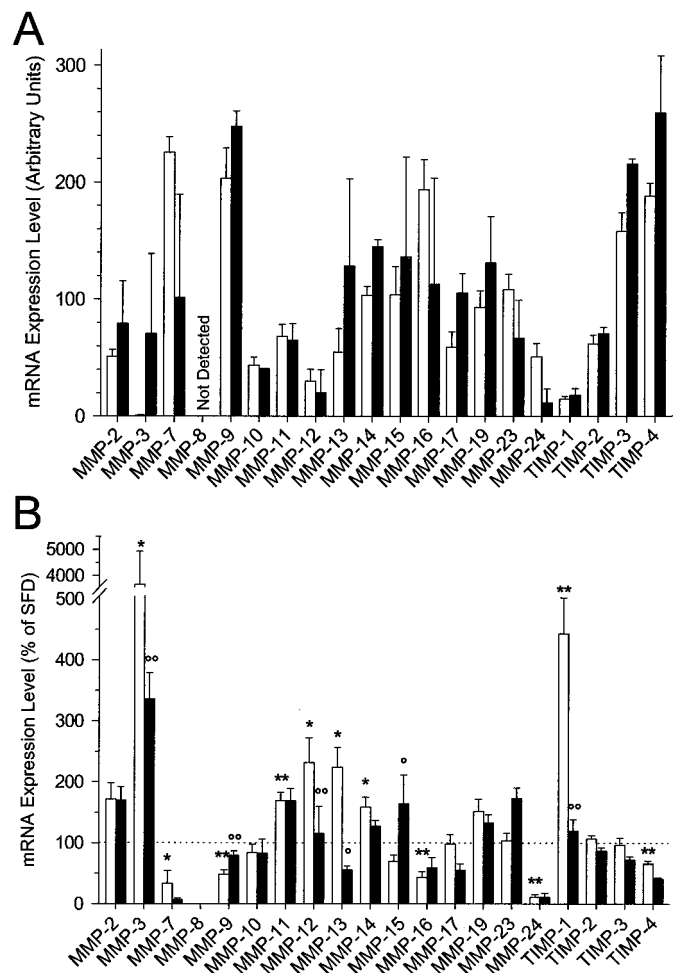 A
mRNA Expression Level (Arbitrary Units)
300
200
100
0
Not Detected
MMP-2
MMP-3
MMP-7
MMP-8
MMP-9
MMP-10
MMP-11
MMP-12
MMP-13
MMP-14
MMP-15
MMP-16
MMP-17
MMP-19
MMP-23
MMP-24
TIMP-1
TIMP-2
TIMP-3
TIMP-4
B
mRNA Expression Level (% of SFD)
5000
4000
500
400
300
200
100
0
*
°°
*
**
°°
**
*
°°
*
°
*
°
**
**
**
°°
**
MMP-2
MMP-3
MMP-7
MMP-8
MMP-9
MMP-10
MMP-11
MMP-12
MMP-13
MMP-14
MMP-15
MMP-16
MMP-17
MMP-19
MMP-23
MMP-24
TIMP-1
TIMP-2
TIMP-3
TIMP-4